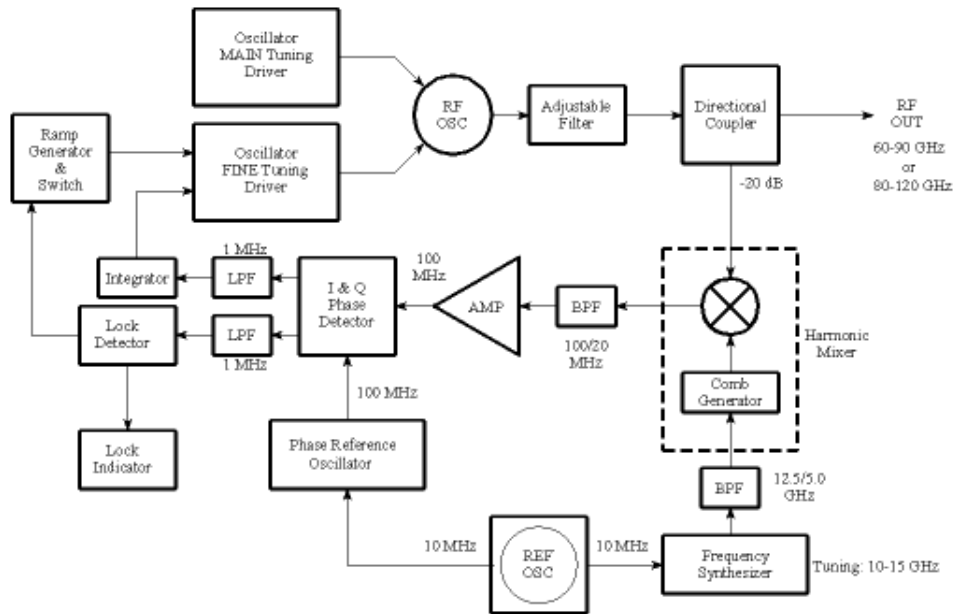 Oscillator
MAIN Tuning
Driver
RF
OSC
Adjustable
Filter
Directional
Coupler
RF
OUT
60-90 GHz
or
80-120 GHz
Ramp
Generator
&
Switch
Oscillator
FINE Tuning
Driver
-20 dB
1 MHz
Integrator
LPF
I & Q
Phase
Detector
100
MHz
AMP
BPF
100/20
MHz
Harmonic
Mixer
Lock
Detector
LPF
1 MHz
Comb
Generator
100 MHz
Lock
Indicator
Phase Reference
Oscillator
BPF
12.5/5.0
GHz
10 MHz
REF
OSC
10 MHz
Frequency
Synthesizer
Tuning: 10-15 GHz